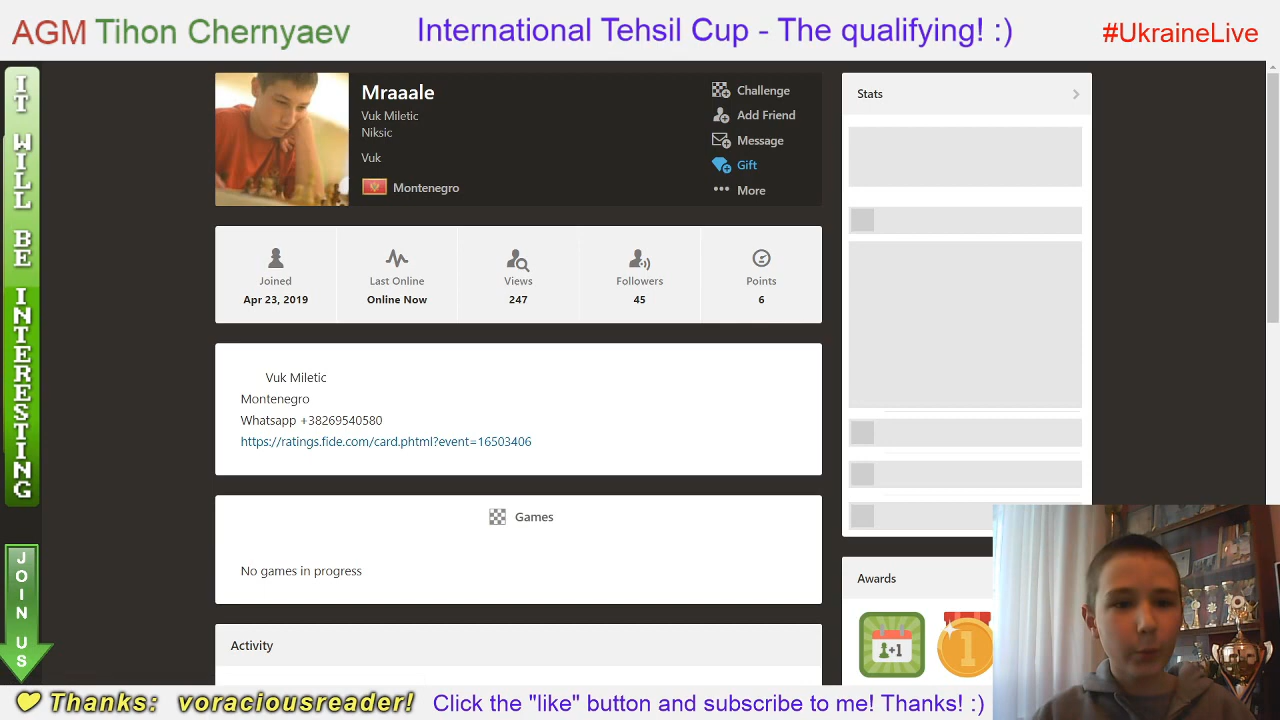 AGM Tihon Chernyaev
International Tehsil Cup - The qualifying! :)
#UkraineLive
IT WILL BE INTERESTING
JOIN US
Mraaale
Vuk Miletic
Niksic
Vuk
Montenegro
Challenge
Add Friend
Message
Gift
More
Joined
Apr 23, 2019
Last Online
Online Now
Views
247
Followers
45
Points
6
Vuk Miletic
Montenegro
Whatsapp +38269540580
https://ratings.fide.com/card.phtml?event=16503406
Games
No games in progress
Activity
Stats
Awards
+1
1
Thanks: voraciousreader!
Click the "like" button and subscribe to me! Thanks! :)